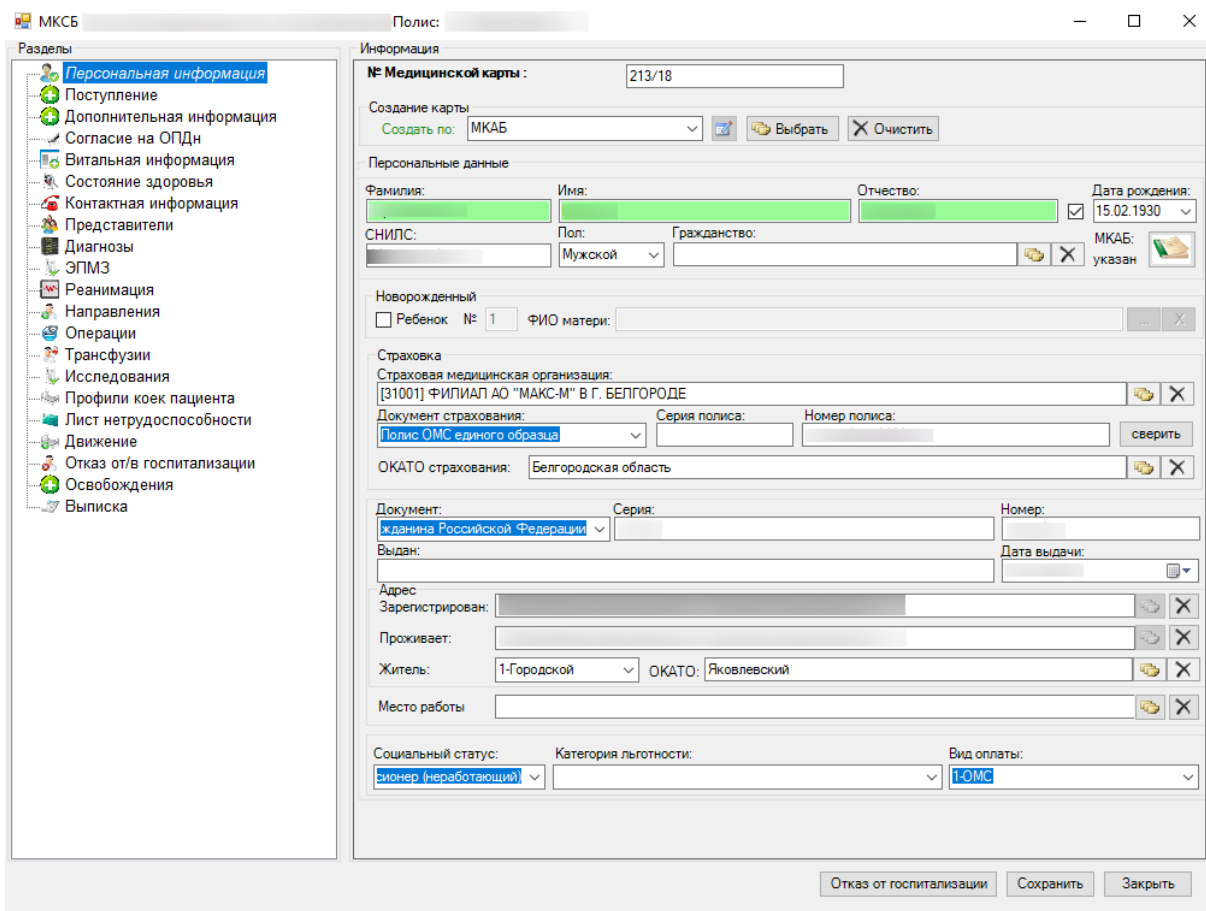 МКСБ Полис:
Разделы
Персональная информация
Поступление
Дополнительная информация
Согласие на ОПДн
Витальная информация
Состояние здоровья
Контактная информация
Представители
Диагнозы
ЭПМЗ
Реанимация
Направления
Операции
Трансфузии
Исследования
Профили коек пациента
Лист нетрудоспособности
Движение
Отказ от/в госпитализации
Освобождения
Выписка
Информация
№ Медицинской карты : 213/18
Создание карты
Создать по: МКАБ Выбрать Очистить
Персональные данные
Фамилия: Имя: Отчество: Дата рождения:
15.02.1930
СНИЛС: Пол: Гражданство: МКАБ:
Мужской указан
Новорожденный
Ребенок № 1 ФИО матери: ... X
Страховка
Страховая медицинская организация:
[31001] ФИЛИАЛ АО "МАКС-М" В Г. БЕЛГОРОДЕ
Документ страхования: Серия полиса: Номер полиса:
Полис ОМС единого образца сверить
ОКАТО страхования: Белгородская область
Документ: Серия: Номер:
жданина Российской Федерации
Выдан: Дата выдачи:
Адрес
Зарегистрирован:
Проживает:
Житель: 1-Городской ОКАТО: Яковлевский
Место работы
Социальный статус: Категория льготности: Вид оплаты:
сионер (неработающий) 1-ОМС
Отказ от госпитализации Сохранить Закрыть